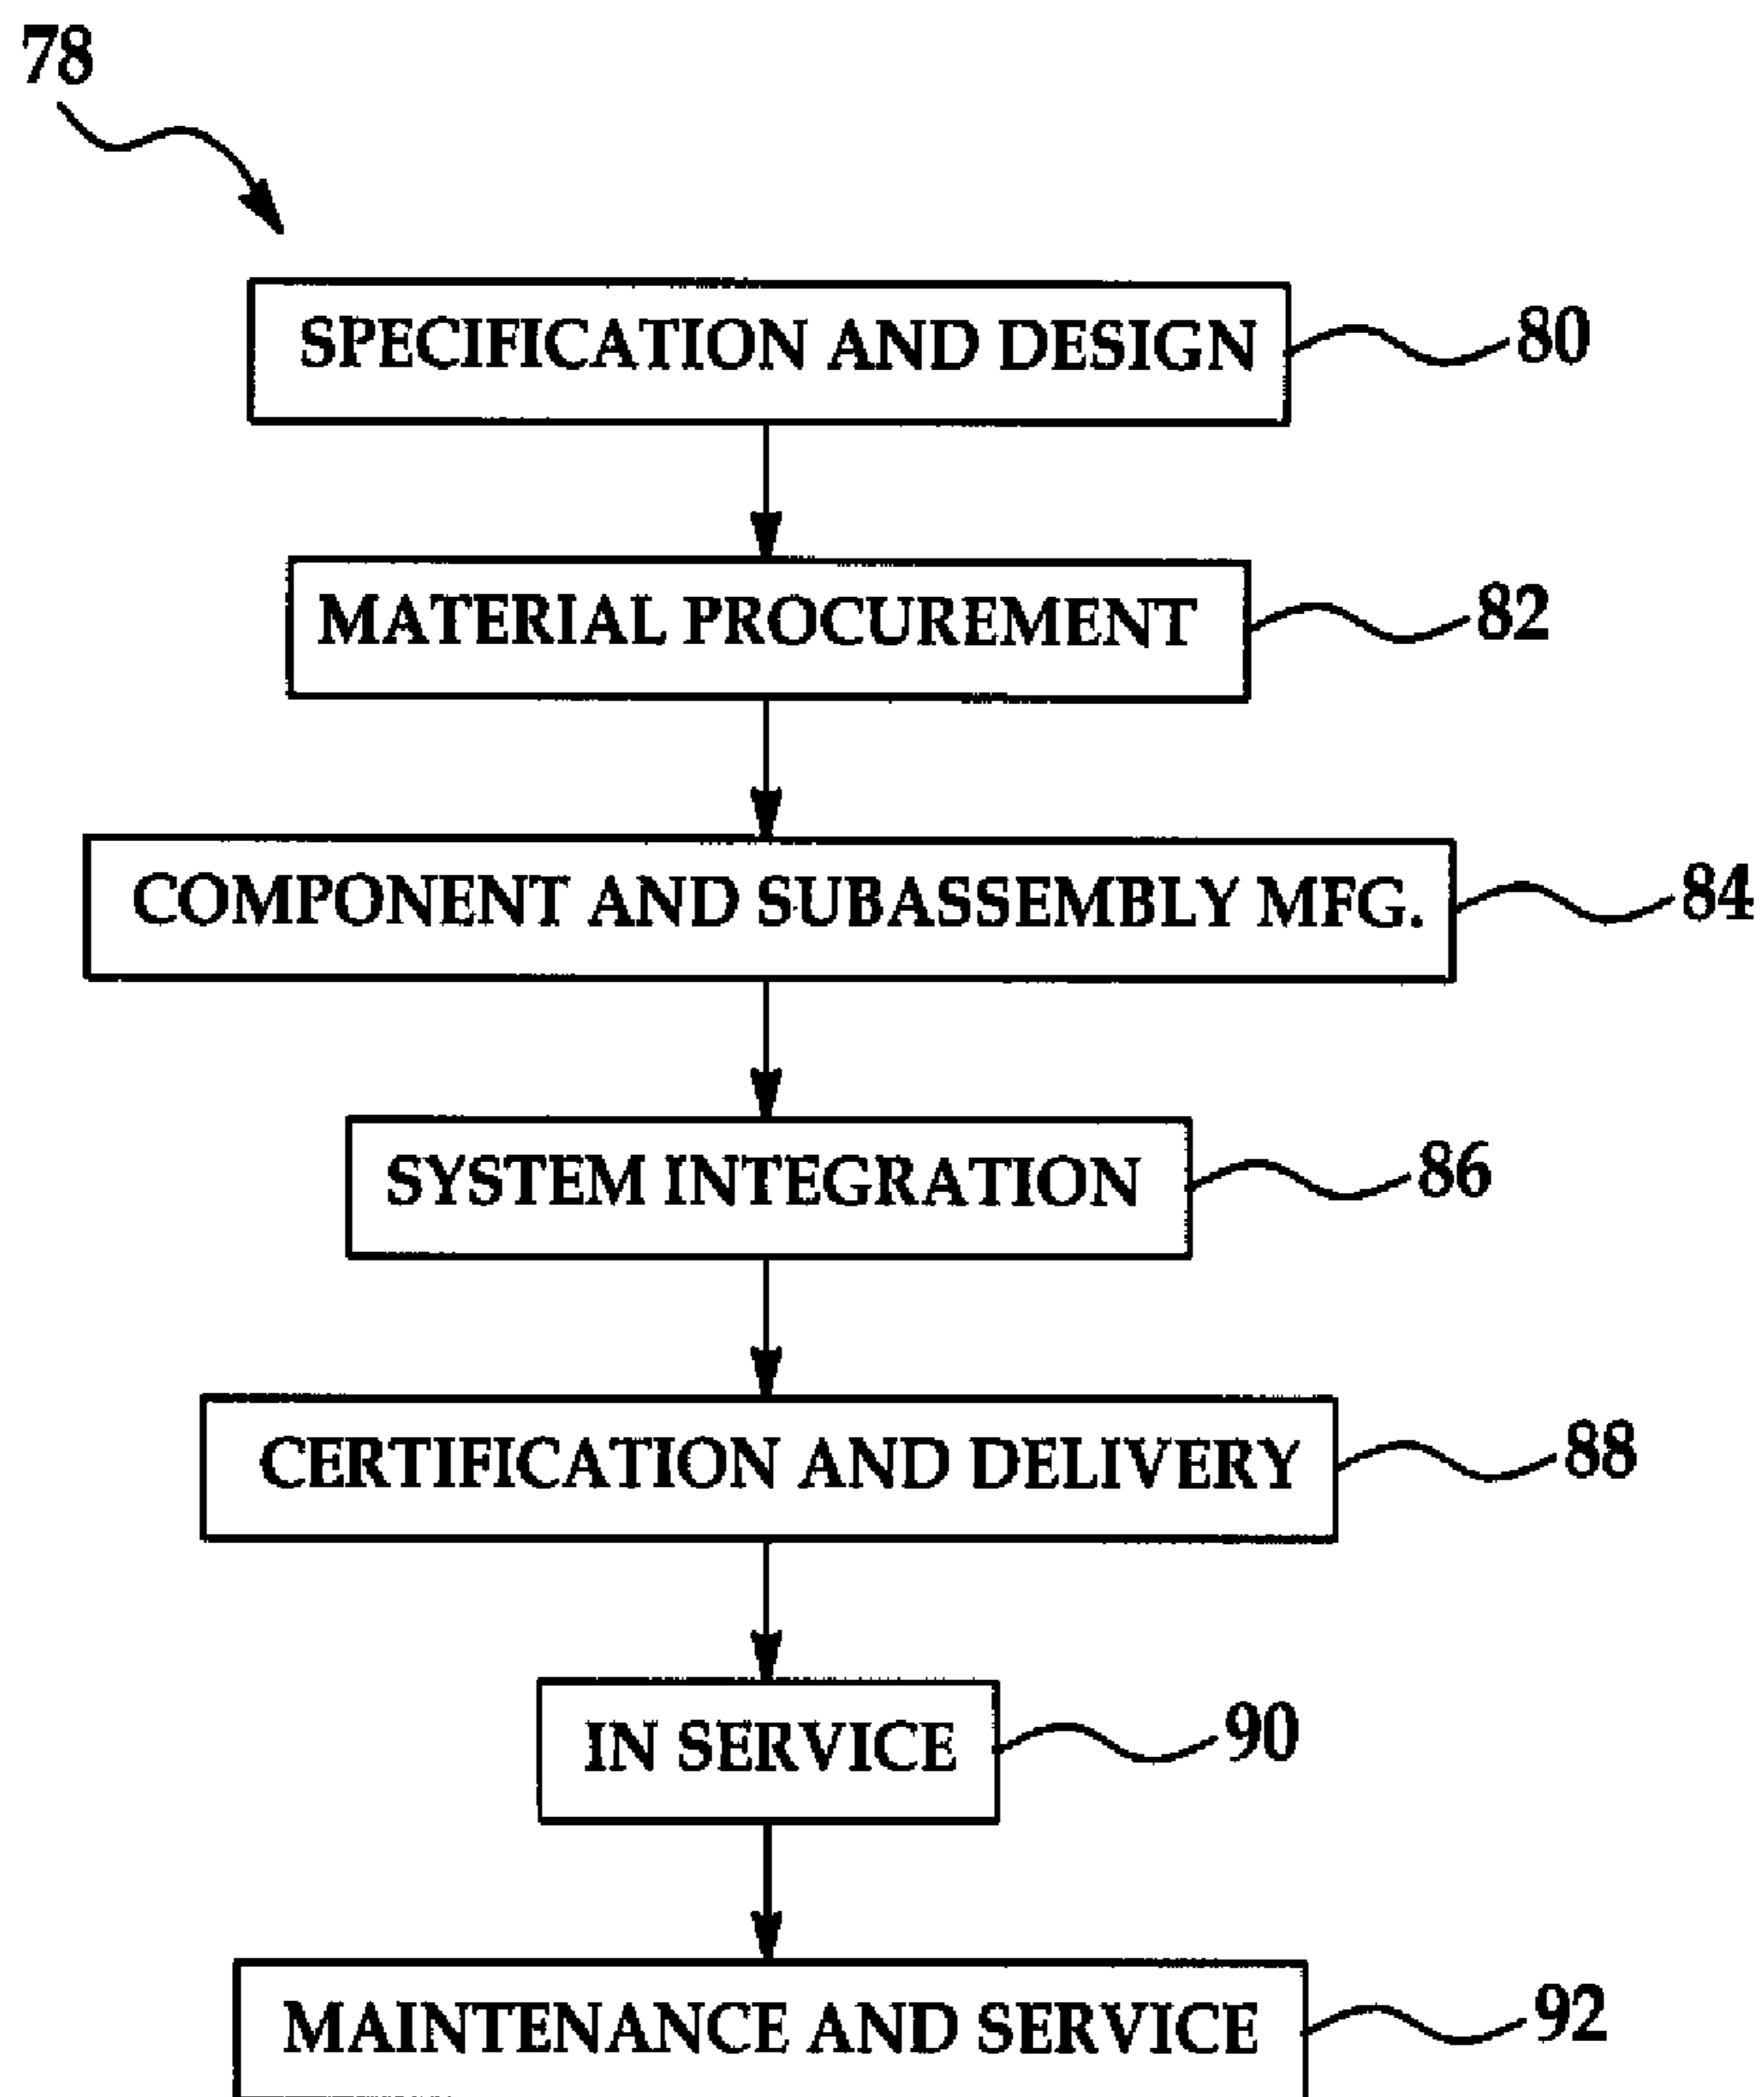 78
SPECIFICATION AND DESIGN 80
MATERIAL PROCUREMENT 82
COMPONENT AND SUBASSEMBLY MFG. 84
SYSTEM INTEGRATION 86
CERTIFICATION AND DELIVERY 88
IN SERVICE 90
MAINTENANCE AND SERVICE 92